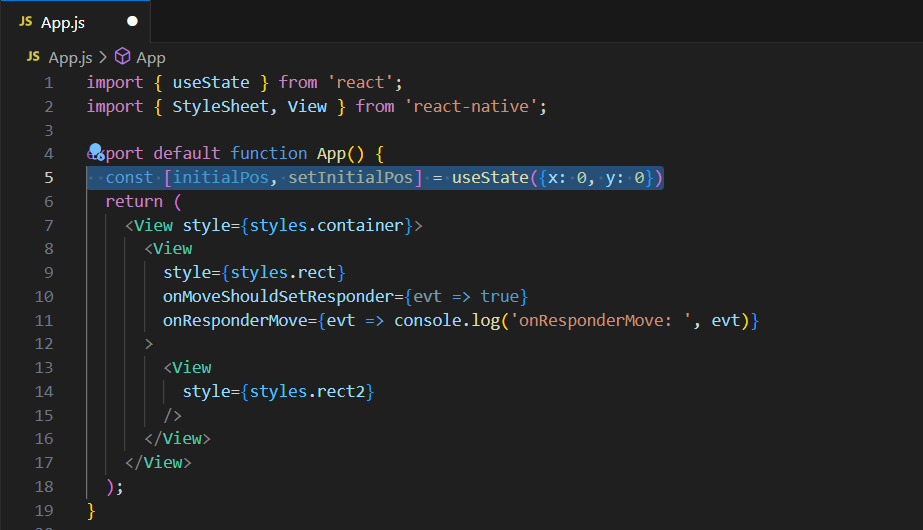 JS App.js
JS App.js > App
1 import { useState } from 'react';
2 import { StyleSheet, View } from 'react-native';
3
4 export default function App() {
5   const [initialPos, setInitialPos] = useState({x: 0, y: 0})
6   return (
7     <View style={styles.container}>
8       <View
9         style={styles.rect}
10         onMoveShouldSetResponder={evt => true}
11         onResponderMove={evt => console.log('onResponderMove: ', evt)}
12       >
13         <View
14           style={styles.rect2}
15         />
16       </View>
17     </View>
18   );
19 }